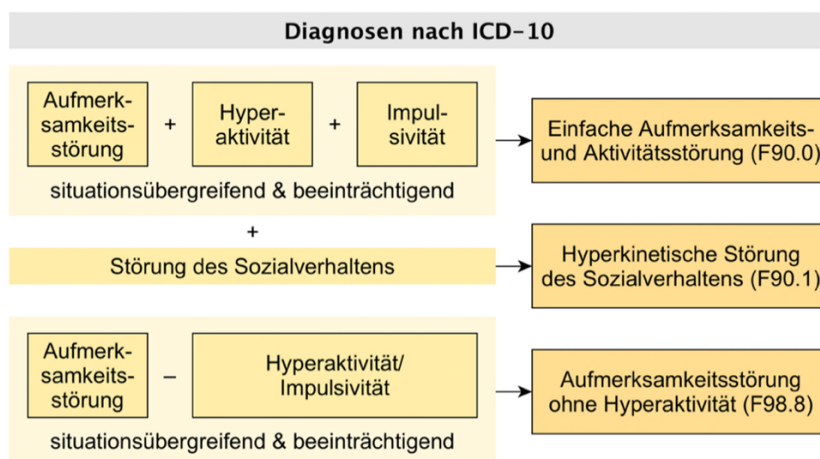 Diagnosen nach ICD-10
Aufmerk-
samkeits-
störung
+
Hyper-
aktivität
+
Impul-
sivität
situationsübergreifend & beeinträchtigend
Einfache Aufmerksamkeits-
und Aktivitätsstörung (F90.0)
+
Störung des Sozialverhaltens
Hyperkinetische Störung
des Sozialverhaltens (F90.1)
Aufmerk-
samkeits-
störung
–
Hyperaktivität/
Impulsivität
situationsübergreifend & beeinträchtigend
Aufmerksamkeitsstörung
ohne Hyperaktivität (F98.8)